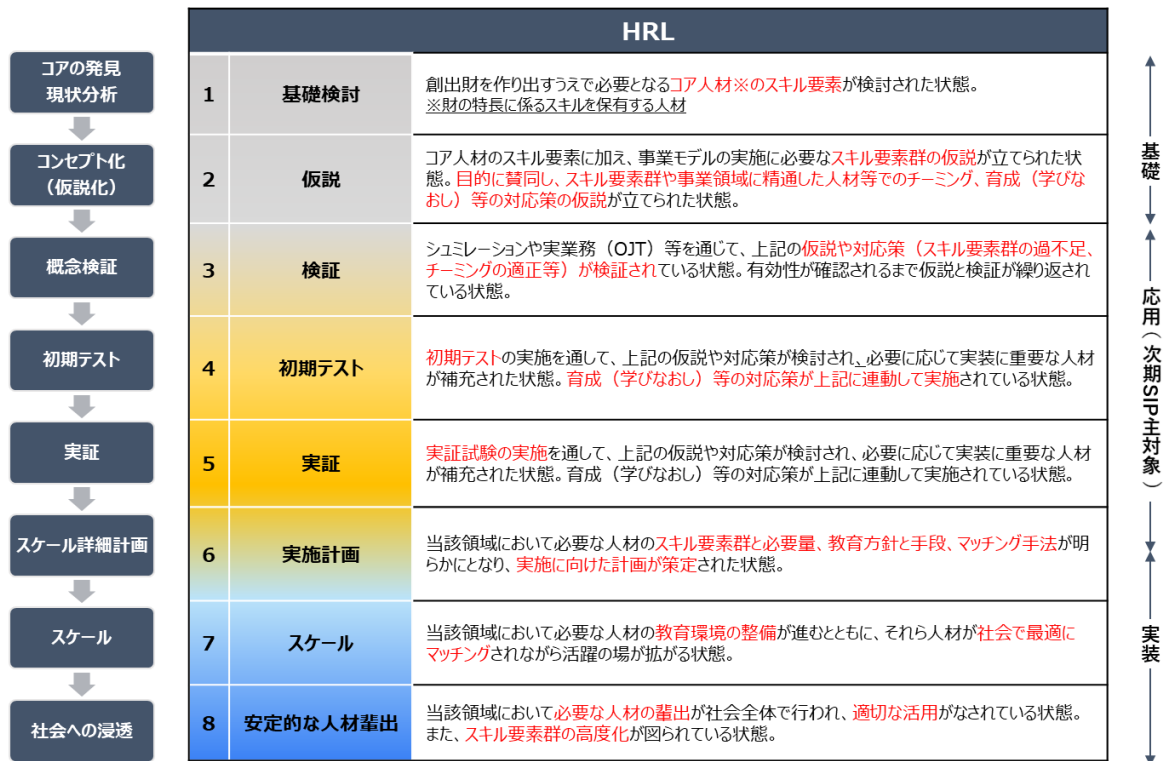 HRL
コアの発見
現状分析
1
基礎検討
創出財を作り出すうえで必要となるコア人材※のスキル要素が検討された状態。
※財の特長に係るスキルを保有する人材
コンセプト化
(仮説化)
2
仮説
コア人材のスキル要素に加え、事業モデルの実施に必要なスキル要素群の仮説が立てられた状
態。目的に賛同し、スキル要素群や事業領域に精通した人材等でのチーミング、育成(学びな
おし)等の対応策の仮説が立てられた状態。
概念検証
3
検証
シュミレーションや実業務(OJT)等を通じて、上記の仮説や対応策(スキル要素群の過不足、
チーミングの適正等)が検証されている状態。有効性が確認されるまで仮説と検証が繰り返され
ている状態。
初期テスト
4
初期テスト
初期テストの実施を通して、上記の仮説や対応策が検討され、必要に応じて実装に重要な人材
が補充された状態。育成(学びなおし)等の対応策が上記に連動して実施されている状態。
実証
5
実証
実証試験の実施を通して、上記の仮説や対応策が検討され、必要に応じて実装に重要な人材
が補充された状態。育成(学びなおし)等の対応策が上記に連動して実施されている状態。
スケール詳細計画
6
実施計画
当該領域において必要な人材のスキル要素群と必要量、教育方針と手段、マッチング手法が明
らかにとなり、実施に向けた計画が策定された状態。
スケール
7
スケール
当該領域において必要な人材の教育環境の整備が進むとともに、それら人材が社会で最適に
マッチングされながら活躍の場が拡がる状態。
社会への浸透
8
安定的な人材輩出
当該領域において必要な人材の輩出が社会全体で行われ、適切な活用がなされている状態。
また、スキル要素群の高度化が図られている状態。
基礎
応用(次期SIP主対象)
実装